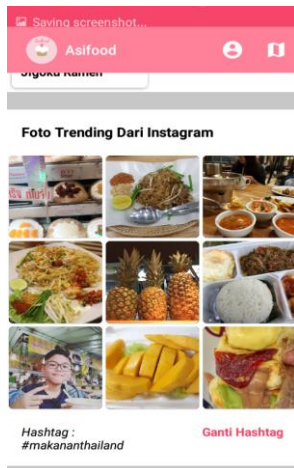 Saving screenshot...
Asifood
Jigoku Ramen
Foto Trending Dari Instagram
Hashtag :
#makananthailand
Ganti Hashtag